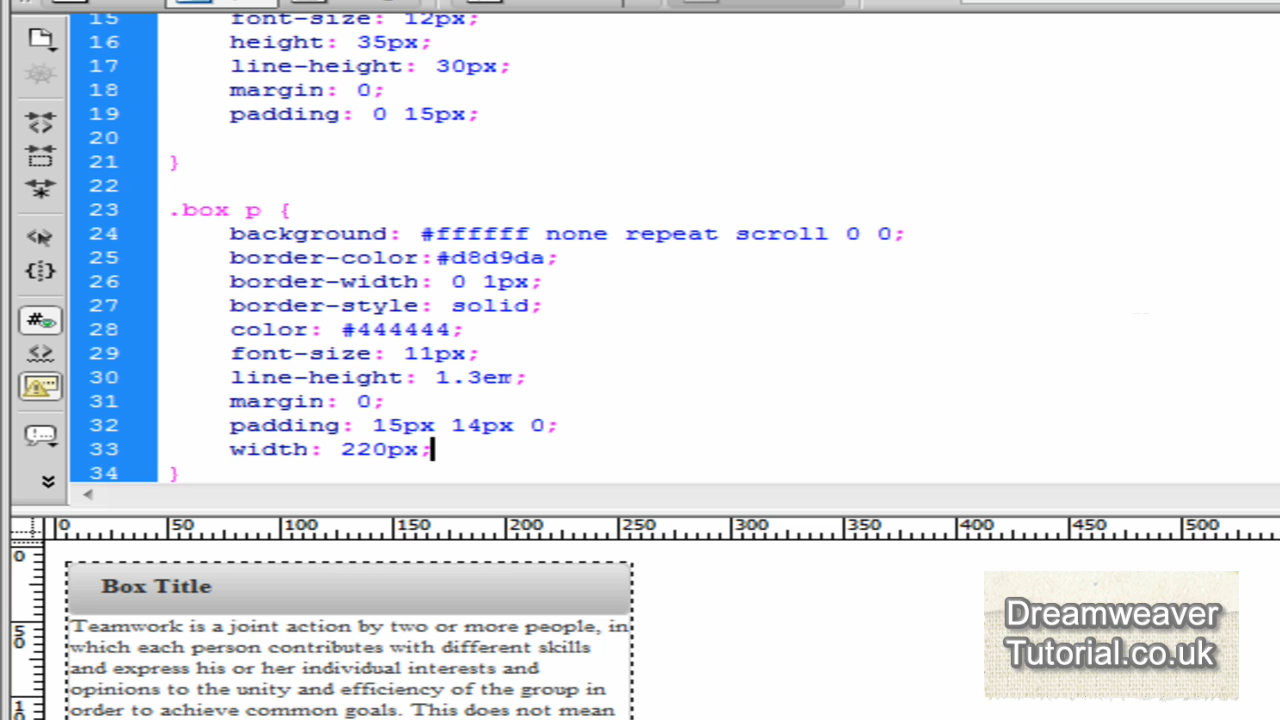 15 font-size: 12px;
16 height: 35px;
17 line-height: 30px;
18 margin: 0;
19 padding: 0 15px;
20
21 }
22
23 .box p {
24 background: #ffffff none repeat scroll 0 0;
25 border-color:#d8d9da;
26 border-width: 0 1px;
27 border-style: solid;
28 color: #444444;
29 font-size: 11px;
30 line-height: 1.3em;
31 margin: 0;
32 padding: 15px 14px 0;
33 width: 220px;
34 }
0 50 100 150 200 250 300 350 400 450 500
0
50
Box Title
Teamwork is a joint action by two or more people, in
which each person contributes with different skills
and express his or her individual interests and
opinions to the unity and efficiency of the group in
order to achieve common goals. This does not mean
Dreamweaver
Tutorial.co.uk